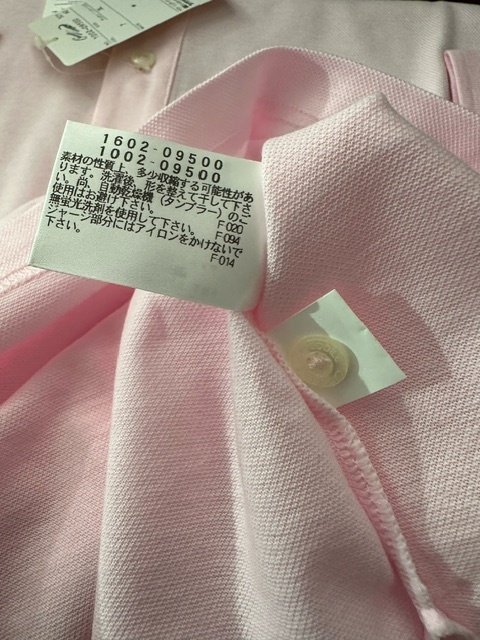 1602-09500
1002-09500
素材の性質上、多少収縮する可能性があ
ります。洗濯後、形を整えて干して下さ
い。尚、自動乾燥機（タンブラー）のご
使用はお避け下さい。
F020
無蛍光洗剤を使用して下さい。
F094
ジャージ部分にはアイロンをかけないで
下さい。
F014